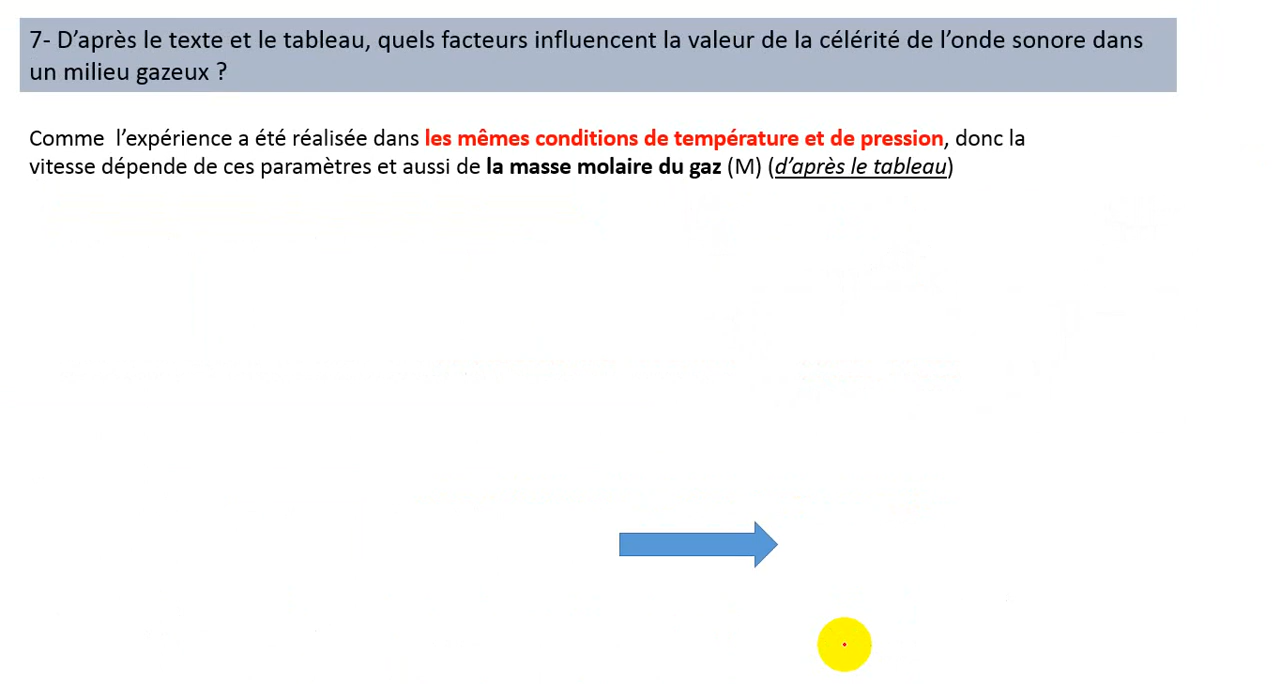 7- D’après le texte et le tableau, quels facteurs influencent la valeur de la célérité de l’onde sonore dans
un milieu gazeux ?
Comme l’expérience a été réalisée dans les mêmes conditions de température et de pression, donc la
vitesse dépende de ces paramètres et aussi de la masse molaire du gaz (M) (d’après le tableau)